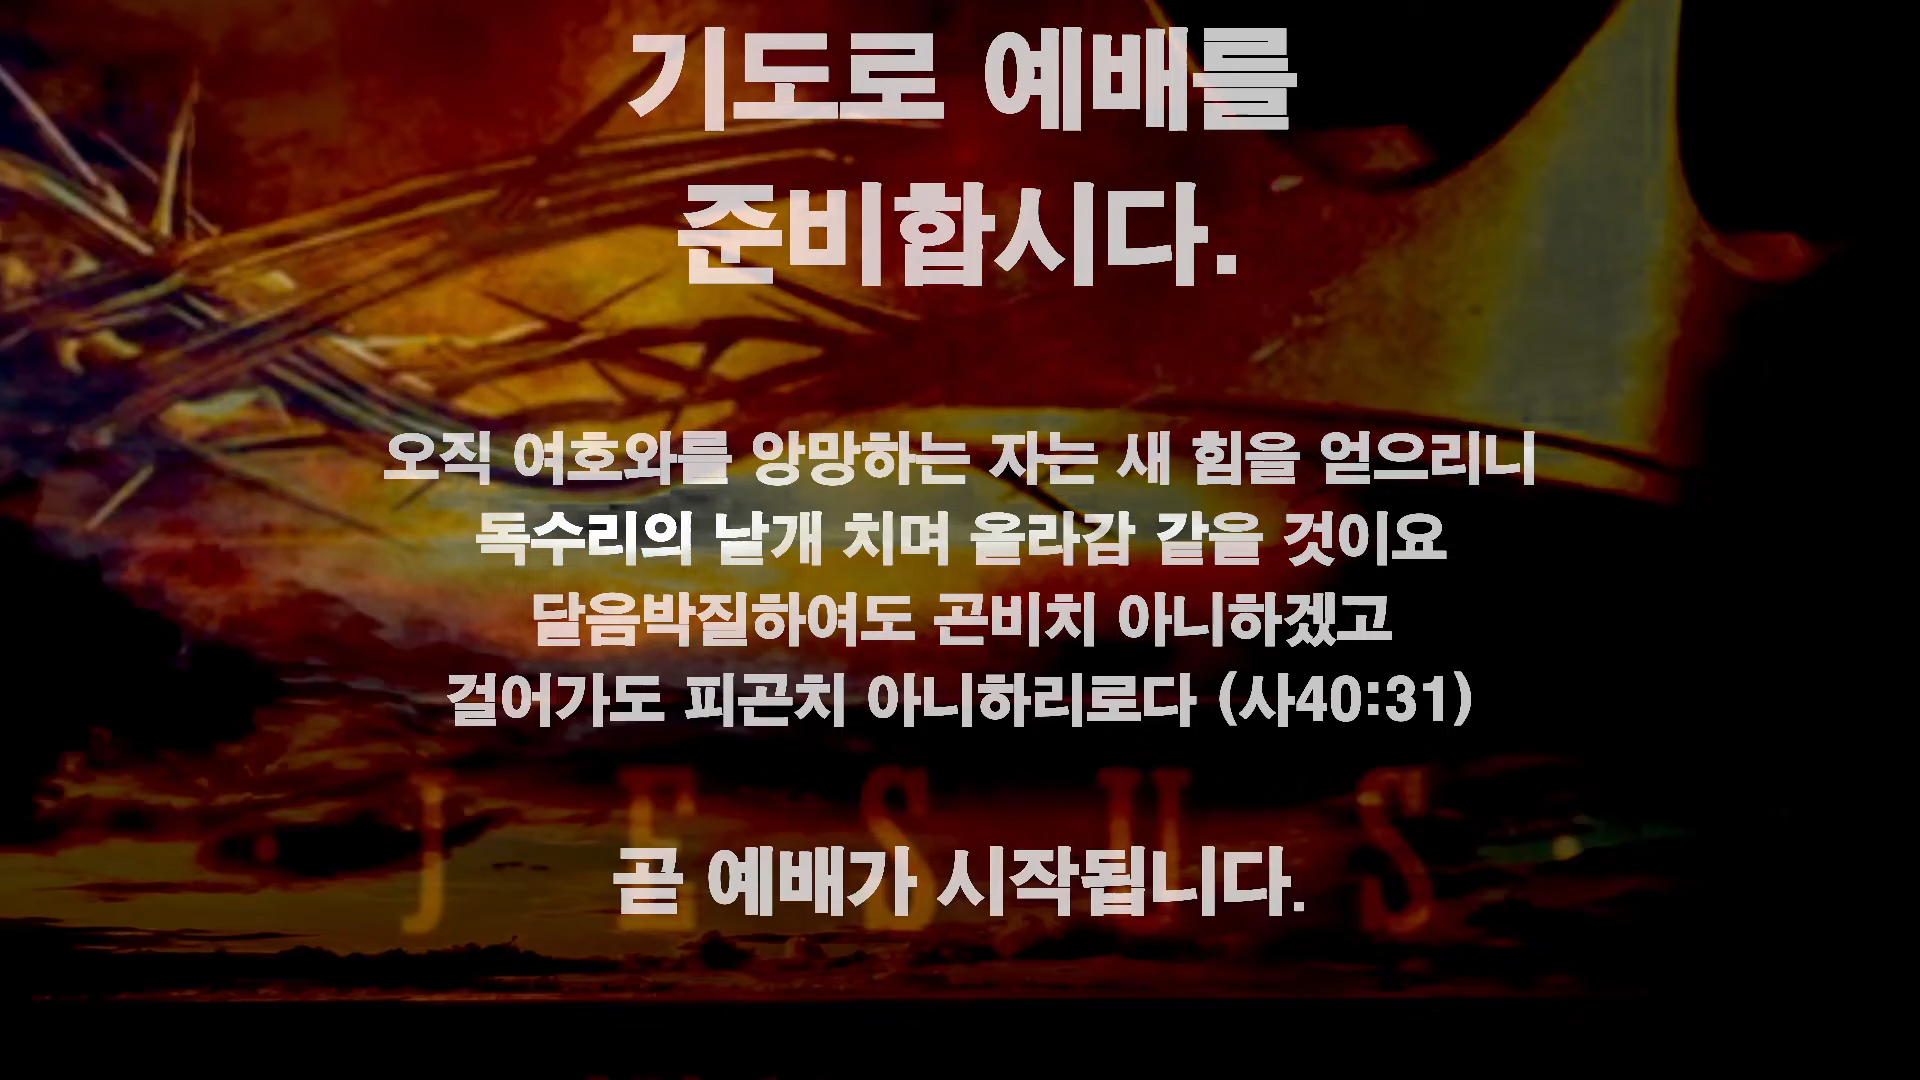 기도로 예배를
준비합시다.
오직 여호와를 앙망하는 자는 새 힘을 얻으리니
독수리의 날개 치며 올라감 같을 것이요
달음박질하여도 곤비치 아니하겠고
걸어가도 피곤치 아니하리로다 (사40:31)
JESUS
곧 예배가 시작됩니다.